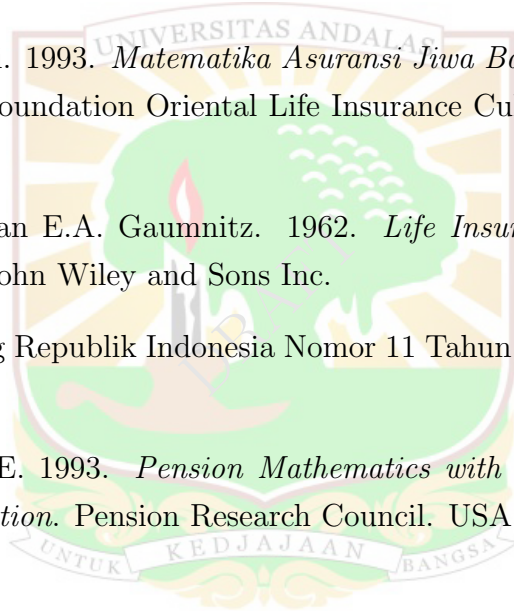 UNIVERSITAS ANDALAS
. 1993. Matematika Asuransi Jiwa Ba
oundation Oriental Life Insurance Cu
an E.A. Gaumnitz. 1962. Life Insu
ohn Wiley and Sons Inc.
g Republik Indonesia Nomor 11 Tahun
E. 1993. Pension Mathematics with
tion. Pension Research Council. USA
UNTUK KEDJAJAAN BANGSA